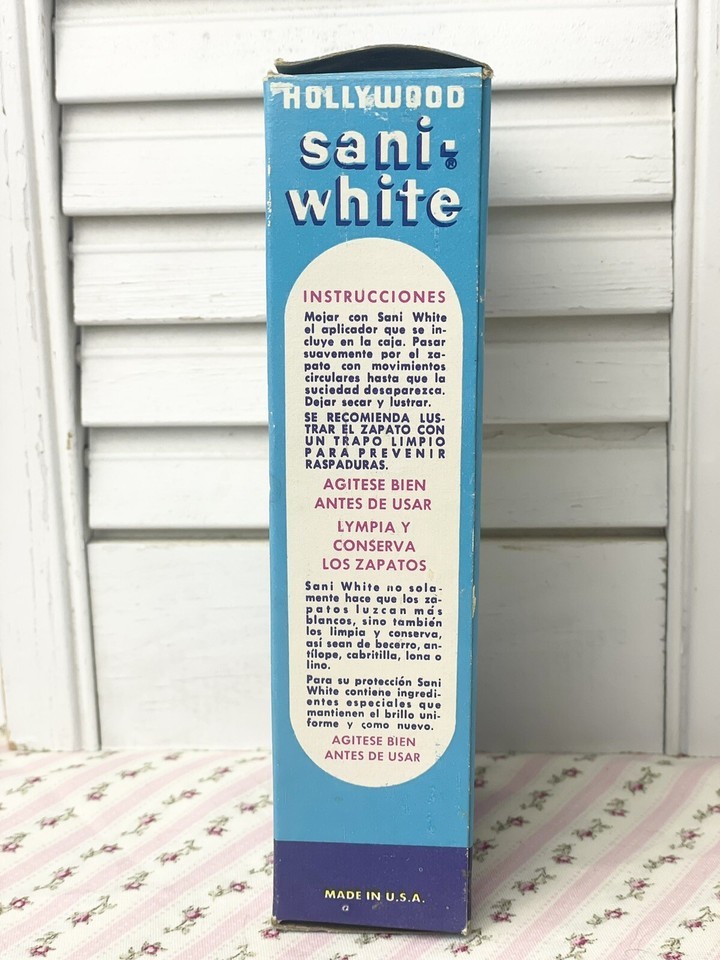 HOLLYWOOD
sani-®
white
INSTRUCCIONES
Mojar con Sani White
el aplicador que se in-
cluye en la caja. Pasar
suavemente por el za-
pato con movimientos
circulares hasta que la
suciedad desaparezca.
Dejar secar y lustrar.
SE RECOMIENDA LUS-
TRAR EL ZAPATO CON
UN TRAPO LIMPIO
PARA PREVENIR
RASPADURAS.
AGITESE BIEN
ANTES DE USAR
LYMPIA Y
CONSERVA
LOS ZAPATOS
Sani White no sola-
mente hace que los za-
patos luzcan más
blancos, sino también
los limpia y conserva,
así sean de becerro, an-
tílope, cabritilla, lona o
lino.
Para su protección Sani
White contiene ingredi-
entes especiales que
mantienen el brillo uni-
forme y como nuevo.
AGITESE BIEN
ANTES DE USAR
MADE IN U.S.A.